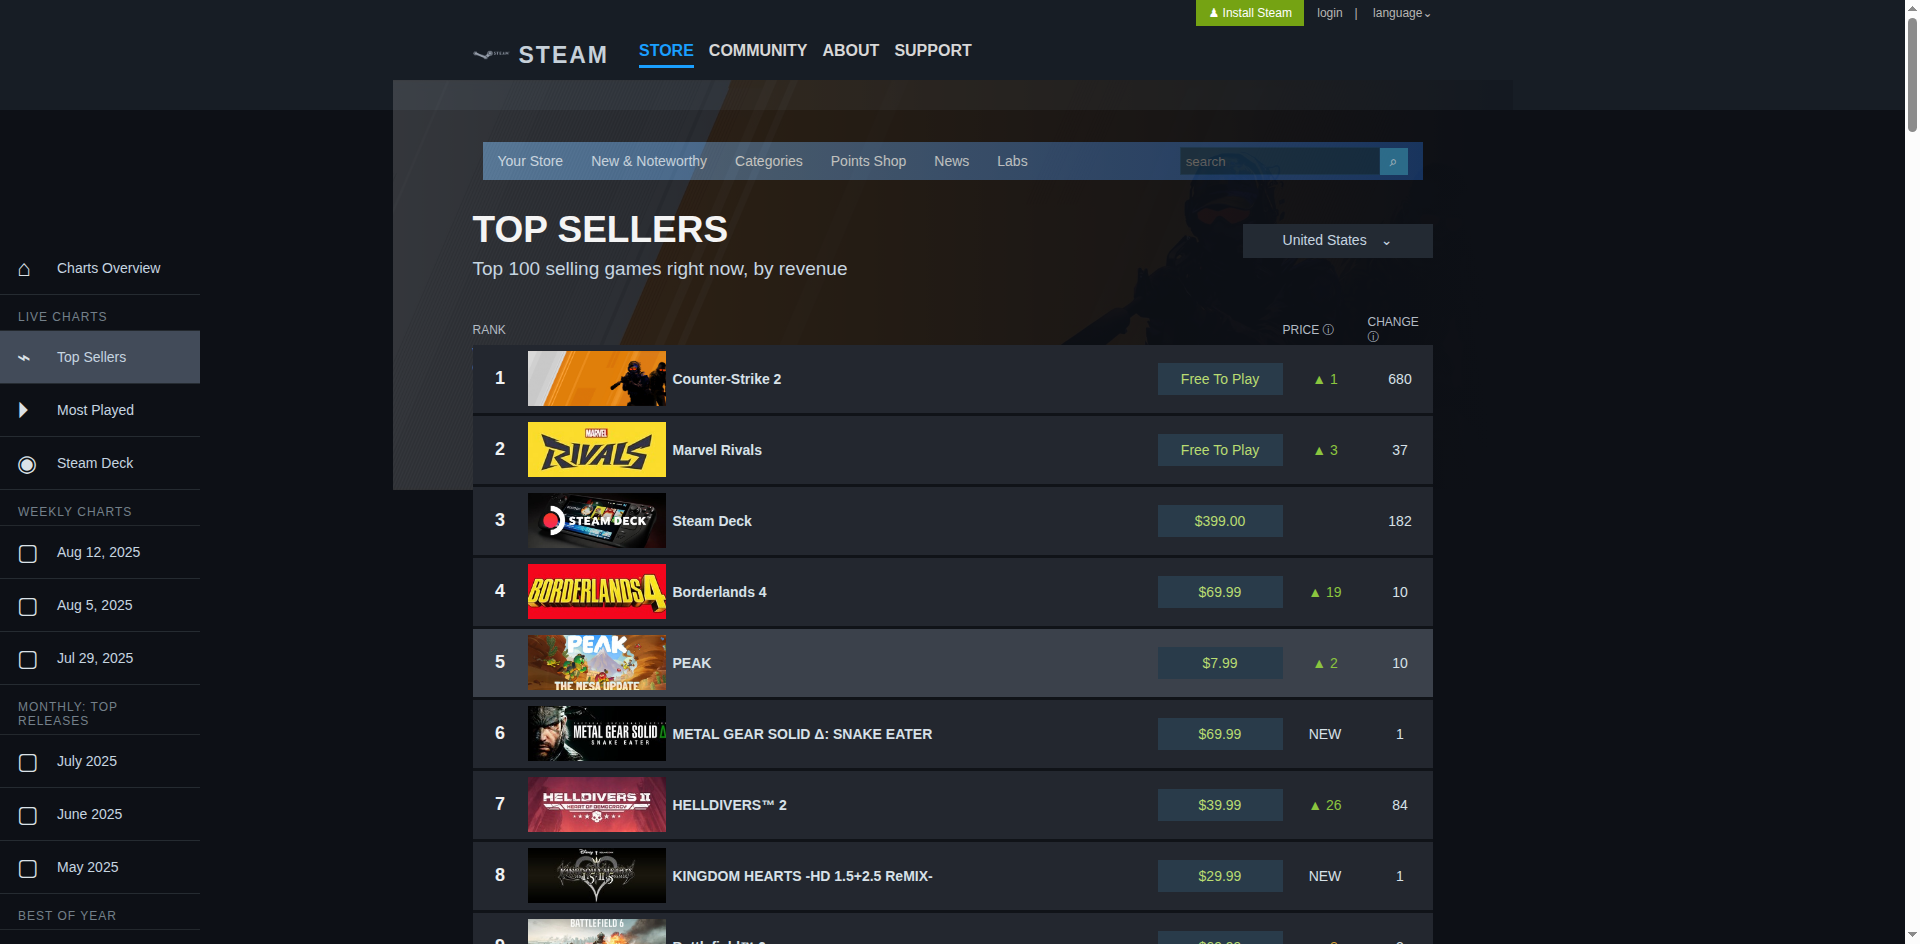 Install Steam login | language
STEAM STORE COMMUNITY ABOUT SUPPORT
Your Store New & Noteworthy Categories Points Shop News Labs search
TOP SELLERS
Top 100 selling games right now, by revenue
United States
Charts Overview
LIVE CHARTS
Top Sellers
Most Played
Steam Deck
WEEKLY CHARTS
Aug 12, 2025
Aug 5, 2025
Jul 29, 2025
MONTHLY: TOP
RELEASES
July 2025
June 2025
May 2025
BEST OF YEAR
RANK PRICE ⓘ CHANGE ⓘ
1 Counter-Strike 2 Free To Play ▲ 1 680
2 MARVEL RIVALS Marvel Rivals Free To Play ▲ 3 37
3 STEAM DECK Steam Deck $399.00 182
4 BORDERLANDS 4 Borderlands 4 $69.99 ▲ 19 10
5 PEAK THE MESA UPDATE PEAK $7.99 ▲ 2 10
6 METAL GEAR SOLID Δ SNAKE EATER METAL GEAR SOLID Δ: SNAKE EATER $69.99 NEW 1
7 HELLDIVERS II HEART OF DEMOCRACY HELLDIVERS™ 2 $39.99 ▲ 26 84
8 KINGDOM HEARTS KINGDOM HEARTS -HD 1.5+2.5 ReMIX- $29.99 NEW 1
BATTLEFIELD 6